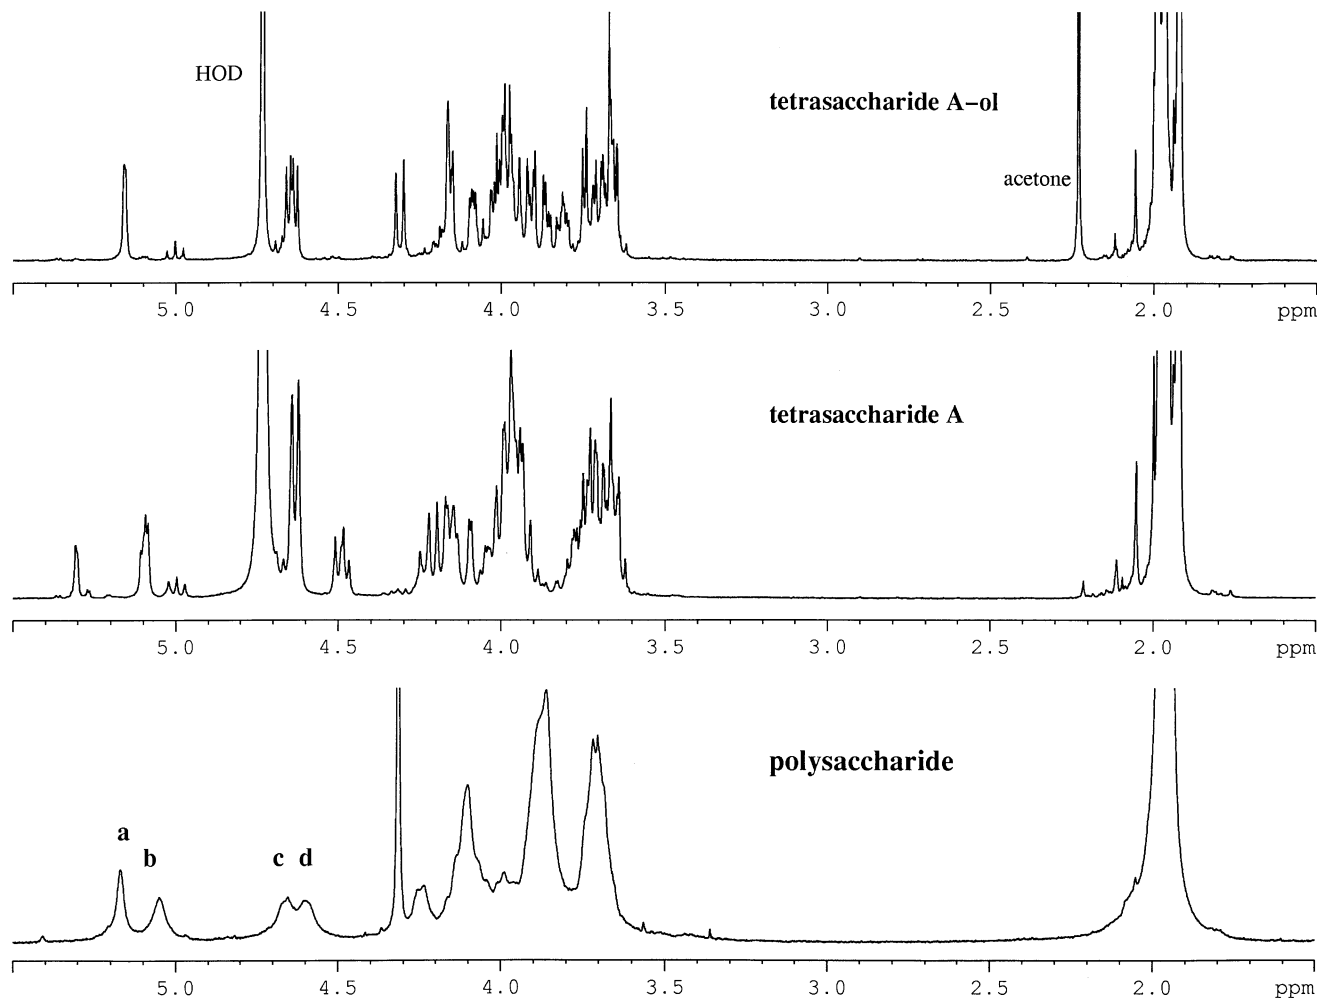 HOD
tetrasaccharide A-ol
acetone
5.0 4.5 4.0 3.5 3.0 2.5 2.0 ppm
tetrasaccharide A
5.0 4.5 4.0 3.5 3.0 2.5 2.0 ppm
polysaccharide
a
b c d
5.0 4.5 4.0 3.5 3.0 2.5 2.0 ppm